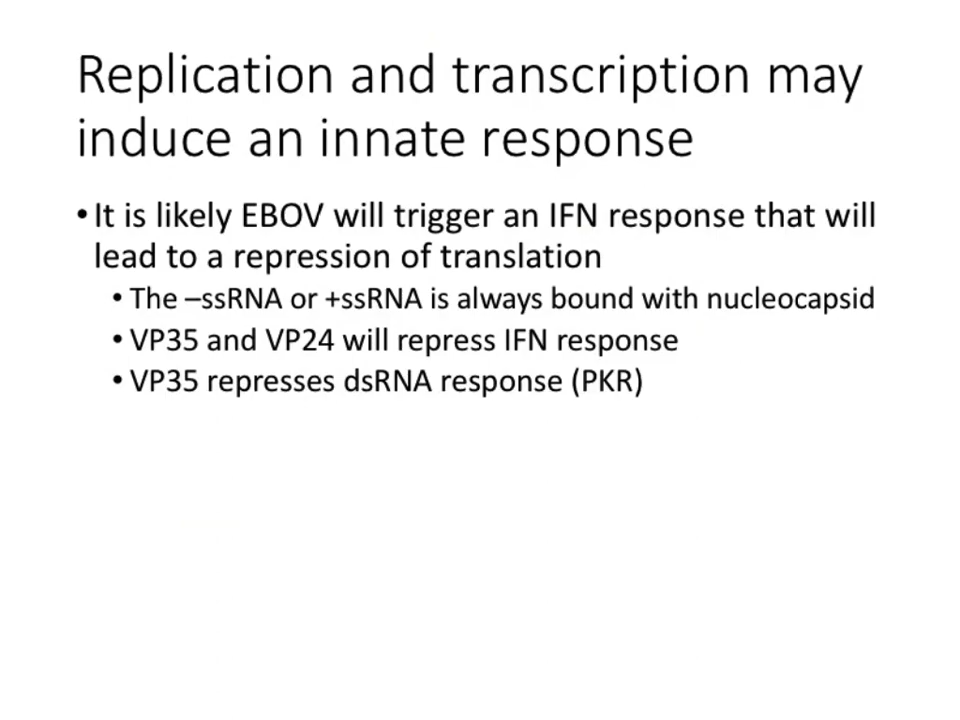 Replication and transcription may
induce an innate response
• It is likely EBOV will trigger an IFN response that will
lead to a repression of translation
• The –ssRNA or +ssRNA is always bound with nucleocapsid
• VP35 and VP24 will repress IFN response
• VP35 represses dsRNA response (PKR)